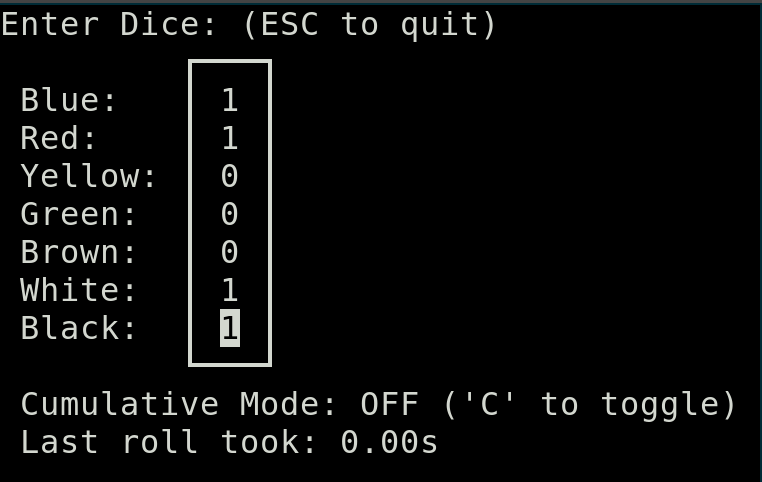 Enter Dice: (ESC to quit)
Blue: 1
Red: 1
Yellow: 0
Green: 0
Brown: 0
White: 1
Black: 1
Cumulative Mode: OFF ('C' to toggle)
Last roll took: 0.00s